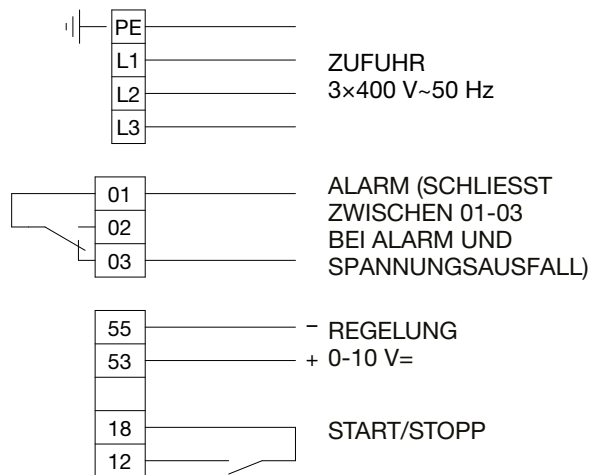 PE
L1
L2
L3
ZUFUHR
3×400 V~50 Hz
01
02
03
ALARM (SCHLIESST
ZWISCHEN 01-03
BEI ALARM UND
SPANNUNGSAUSFALL)
55
53
− REGELUNG
+ 0-10 V=
18
12
START/STOPP